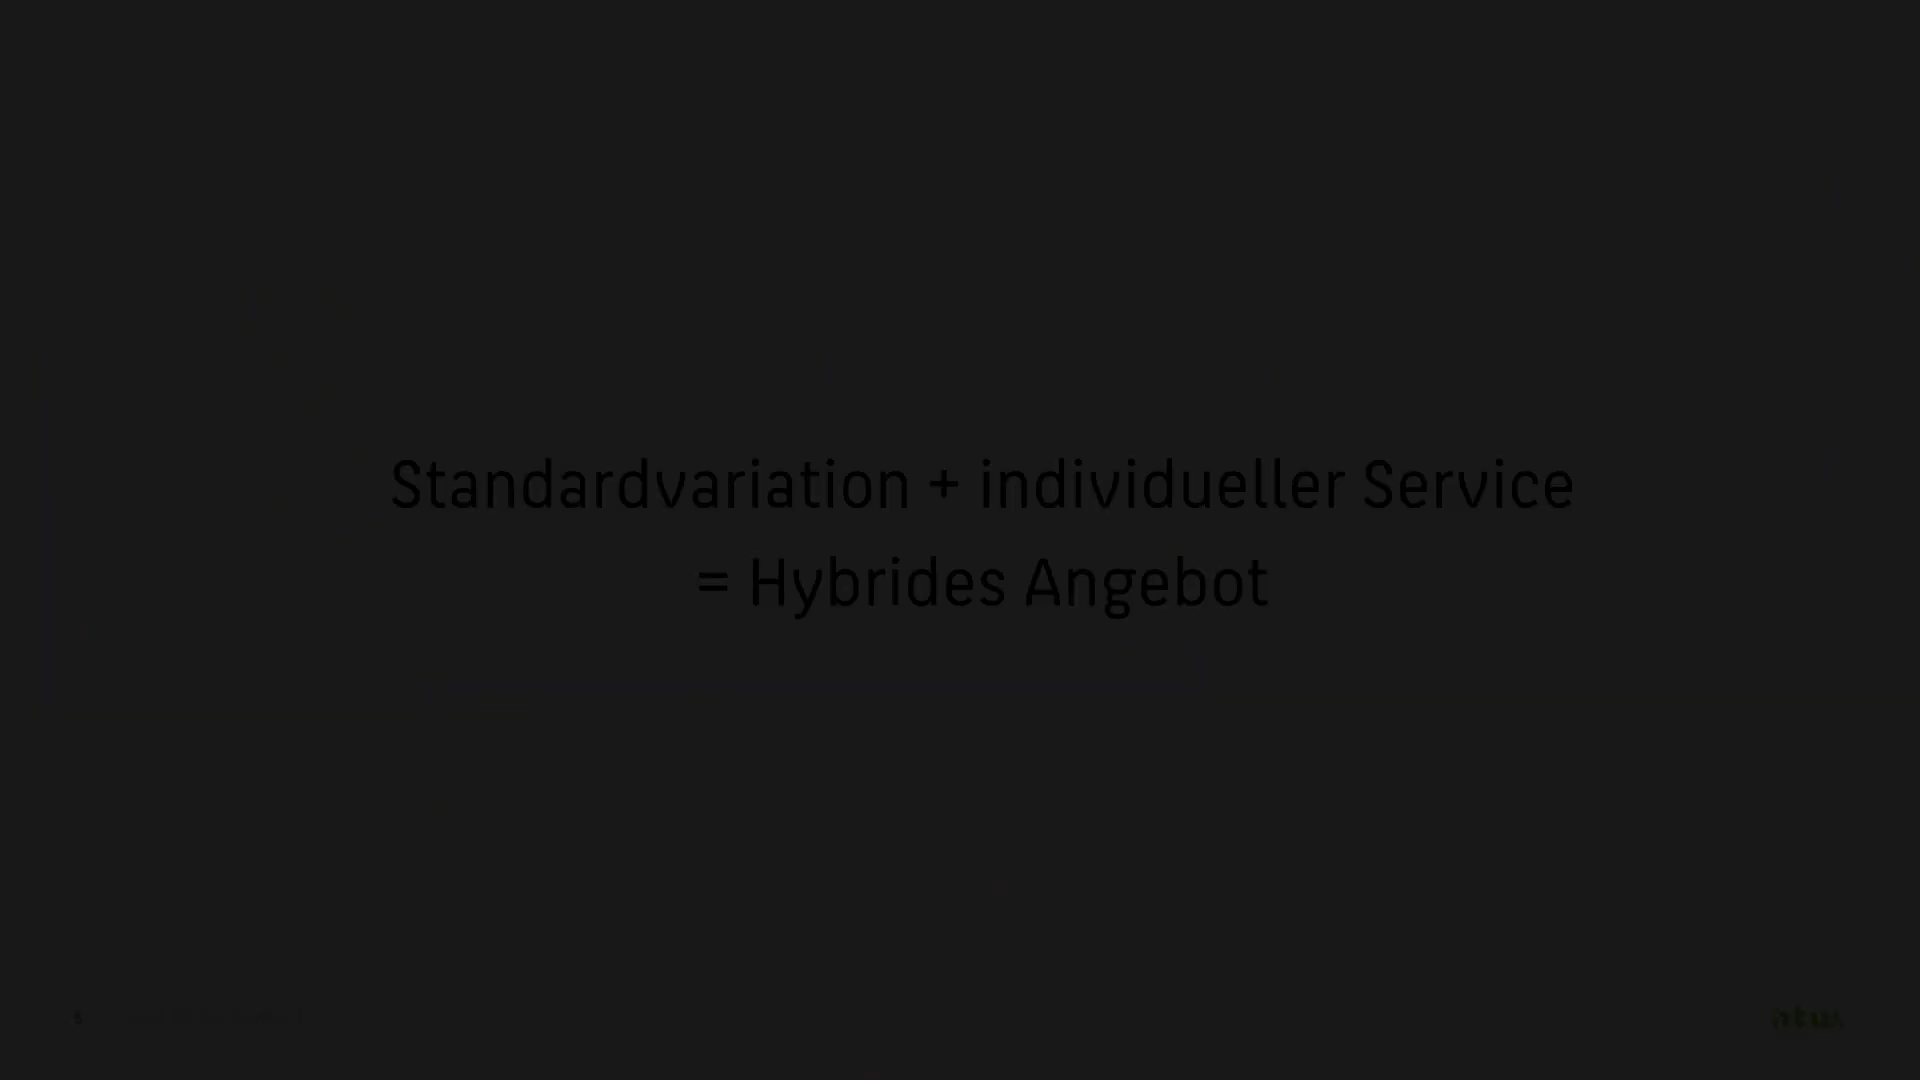 Standardvariation + individueller Service
= Hybrides Angebot